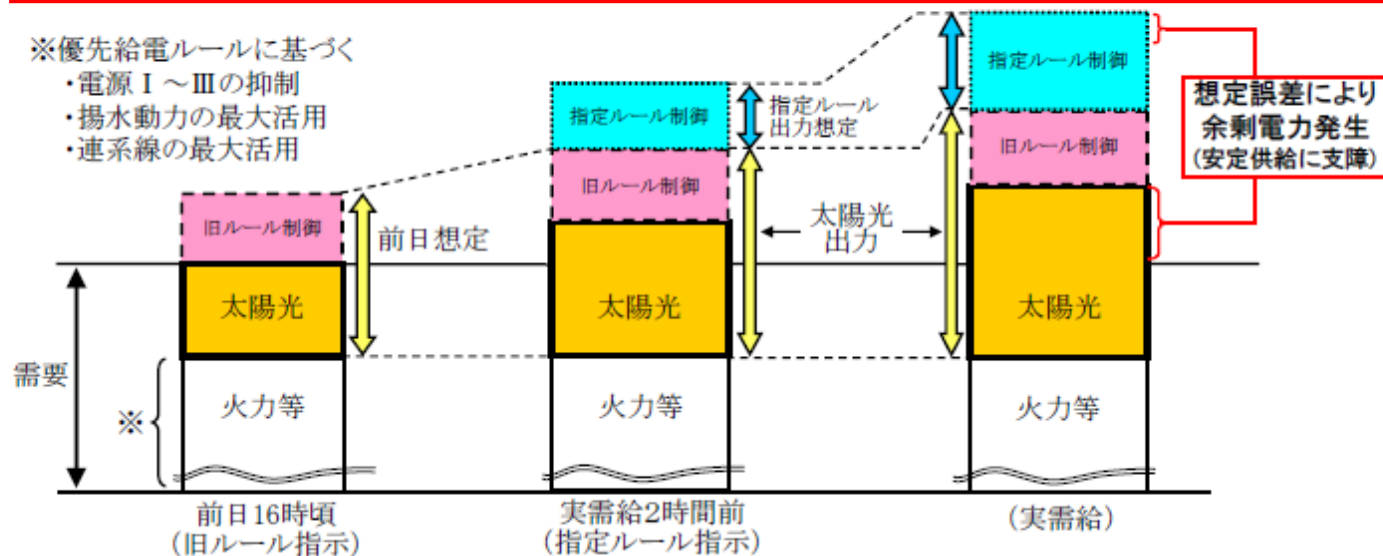 ※優先給電ルールに基づく
・電源Ⅰ～Ⅲの抑制
・揚水動力の最大活用
・連系線の最大活用
旧ルール制御
前日想定
太陽光
需要
※
火力等
前日16時頃
(旧ルール指示)
指定ルール制御
指定ルール
出力想定
旧ルール制御
太陽光
火力等
実需給2時間前
(指定ルール指示)
太陽光
出力
指定ルール制御
旧ルール制御
太陽光
火力等
(実需給)
想定誤差により
余剰電力発生
(安定供給に支障)